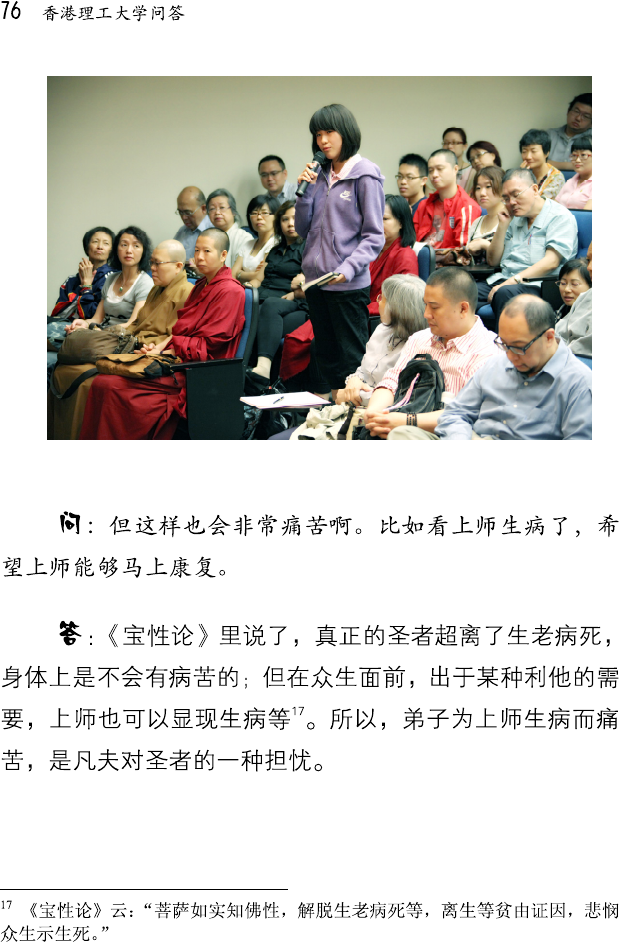 76 香港理工大学问答
问：但这样也会非常痛苦啊。比如看上师生病了，希
望上师能够马上康复。
答：《宝性论》里说了，真正的圣者超离了生老病死，
身体上是不会有病苦的；但在众生面前，出于某种利他的需
要，上师也可以显现生病等17。所以，弟子为上师生病而痛
苦，是凡夫对圣者的一种担忧。
17 《宝性论》云：“菩萨如实知佛性，解脱生老病死等，离生等贫由证因，悲悯
众生示生死。”